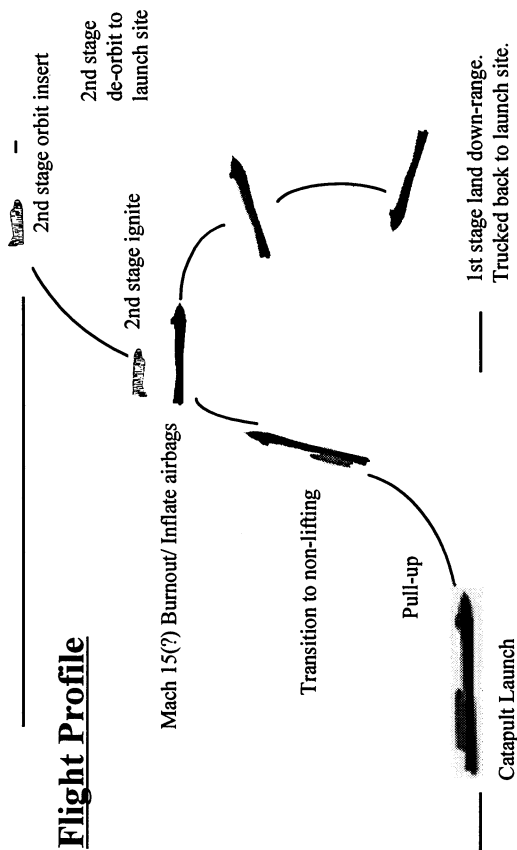 Flight Profile
2nd stage orbit insert
2nd stage
de-orbit to
launch site
2nd stage ignite
Mach 15(?) Burnout/ Inflate airbags
Transition to non-lifting
Pull-up
1st stage land down-range.
Trucked back to launch site.
Catapult Launch